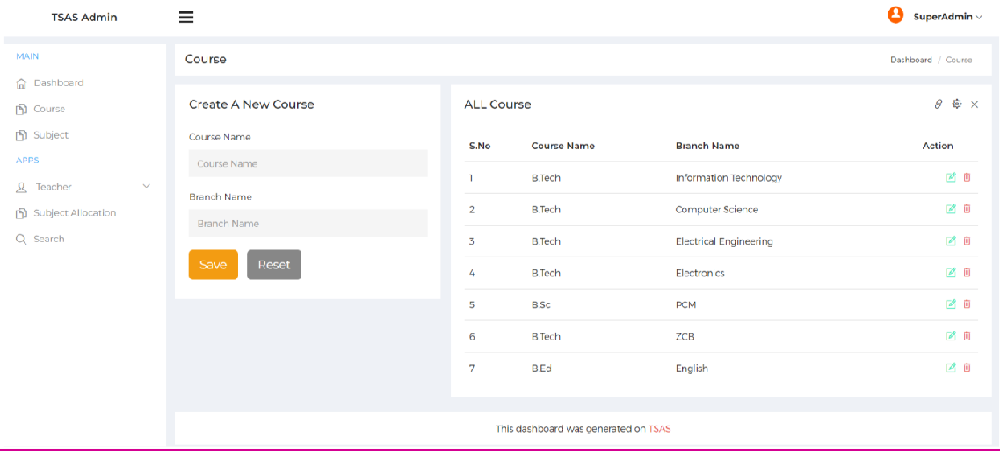 TSAS Admin
SuperAdmin
MAIN
Dashboard
Course
Subject
APPS
Teacher
Subject Allocation
Search
Course
Dashboard / Course
Create A New Course
Course Name
Course Name
Branch Name
Branch Name
Save Reset
ALL Course
S.No Course Name Branch Name Action
1 B.Tech Information Technology
2 B.Tech Computer Science
3 B.Tech Electrical Engineering
4 B.Tech Electronics
5 B.Sc PCM
6 B.Tech ZCB
7 B.Ed English
This dashboard was generated on TSAS